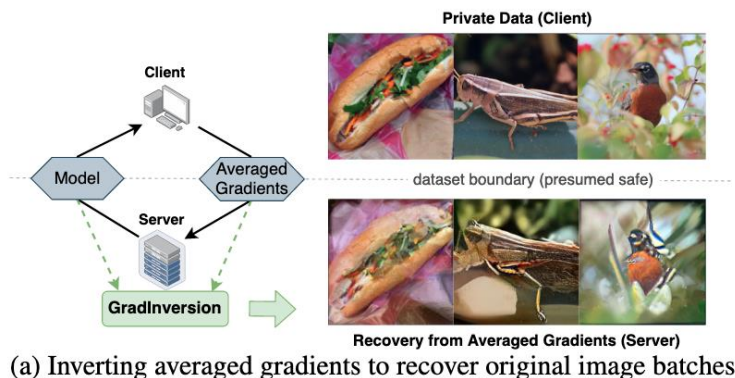 Private Data (Client)
Client
Model
Averaged
Gradients
dataset boundary (presumed safe)
Server
GradInversion
Recovery from Averaged Gradients (Server)
(a) Inverting averaged gradients to recover original image batches